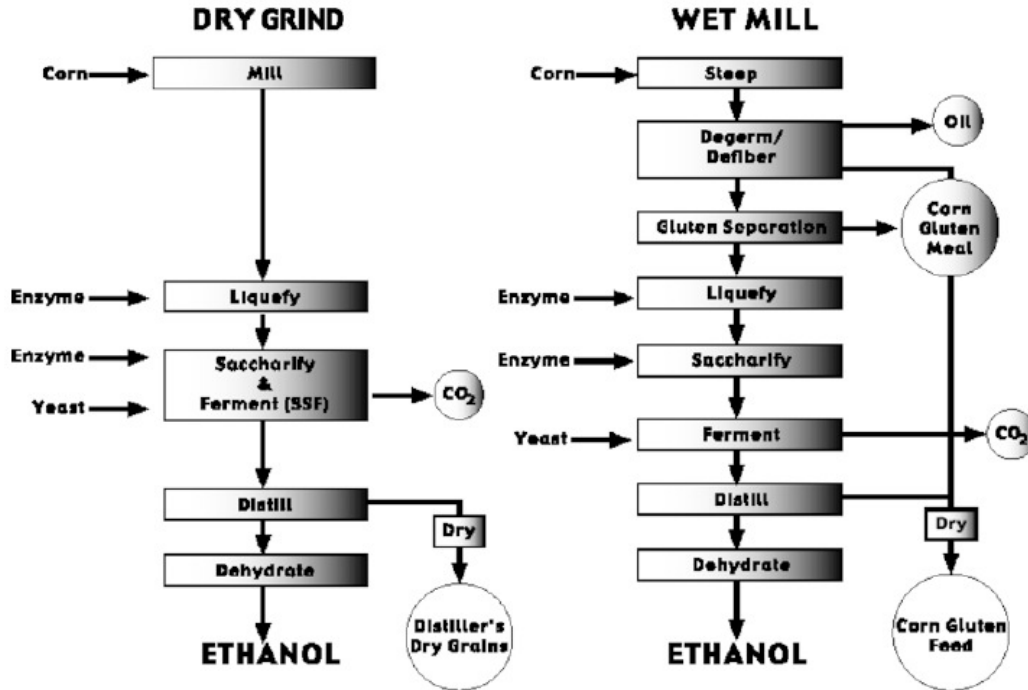 DRY GRIND
Corn
Mill
Enzyme
Liquefy
Enzyme
Saccharify
&
Ferment (SSF)
Yeast
CO2
Distill
Dry
Dehydrate
Distiller's
Dry Grains
ETHANOL
WET MILL
Corn
Steep
Degerm/
Defiber
Oil
Gluten Separation
Corn
Gluten
Meal
Enzyme
Liquefy
Enzyme
Saccharify
Yeast
Ferment
CO2
Distill
Dry
Dehydrate
Corn Gluten
Feed
ETHANOL